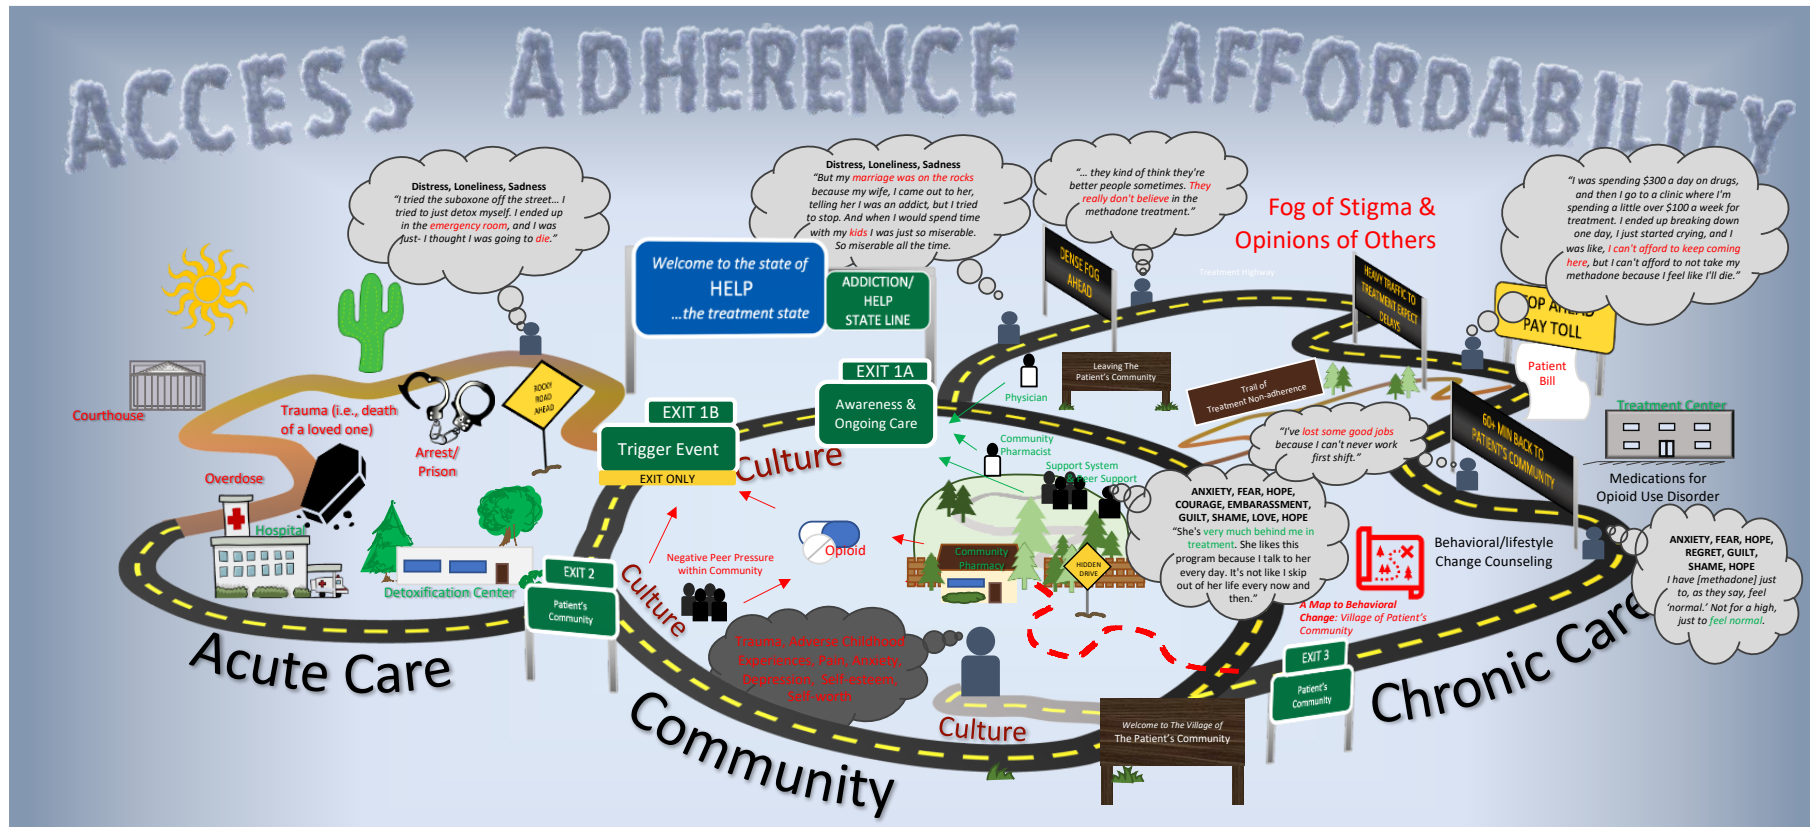 ACCESS ADHERENCE AFFORDABILITY
Distress, Loneliness, Sadness
“I tried the suboxone off the street… I
tried to just detox myself. I ended up
in the emergency room, and I was
just- I thought I was going to die.”
Distress, Loneliness, Sadness
“But my marriage was on the rocks
because my wife, I came out to her,
telling her I was an addict, but I tried
to stop. And when I would spend time
with my kids I was just so miserable.
So miserable all the time.
“… they kind of think they’re
better people sometimes. They
really don’t believe in the
methadone treatment.”
Fog of Stigma &
Opinions of Others
“I was spending $300 a day on drugs,
and then I go to a clinic where I’m
spending a little over $100 a week for
treatment. I ended up breaking down
one day, I just started crying, and I
was like, I can’t afford to keep coming
here, but I can’t afford to not take my
methadone because I feel like I’ll die.”
Welcome to the state of
HELP
…the treatment state
ADDICTION/
HELP
STATE LINE
DENSE FOG
AHEAD
Treatment Highway
HEAVY TRAFFIC TO
TREATMENT EXPECT
DELAYS
AHEAD
PAY TOLL
Patient
Bill
Courthouse
Trauma (i.e., death
of a loved one)
Arrest/
Prison
ROCKY
ROAD
AHEAD
EXIT 1B
Trigger Event
EXIT ONLY
EXIT 1A
Awareness &
Ongoing Care
Culture
Physician
Leaving The
Patient’s Community
Trail of
Treatment Non-adherence
Community
Pharmacist
Support System
& Peer Support
“I’ve lost some good jobs
because I can’t never work
first shift.”
60+ MIN BACK TO
PATIENT’S COMMUNITY
Treatment Center
Medications for
Opioid Use Disorder
Overdose
Hospital
Detoxification Center
EXIT 2
Patient’s
Community
Culture
Negative Peer Pressure
within Community
Opioid
Community
Pharmacy
HIDDEN
DRIVE
ANXIETY, FEAR, HOPE,
COURAGE, EMBARASSMENT,
GUILT, SHAME, LOVE, HOPE
“She’s very much behind me in
treatment. She likes this
program because I talk to her
every day. It’s not like I skip
out of her life every now and
then.”
Behavioral/lifestyle
Change Counseling
A Map to Behavioral
Change: Village of Patient’s
Community
ANXIETY, FEAR, HOPE,
REGRET, GUILT,
SHAME, HOPE
I have [methadone] just
to, as they say, feel
‘normal.’ Not for a high,
just to feel normal.
Trauma, Adverse Childhood
Experiences, Pain, Anxiety,
Depression, Self-esteem,
Self-worth
Culture
Welcome to The Village of
The Patient’s Community
EXIT 3
Patient’s
Community
Acute Care
Community
Chronic Care